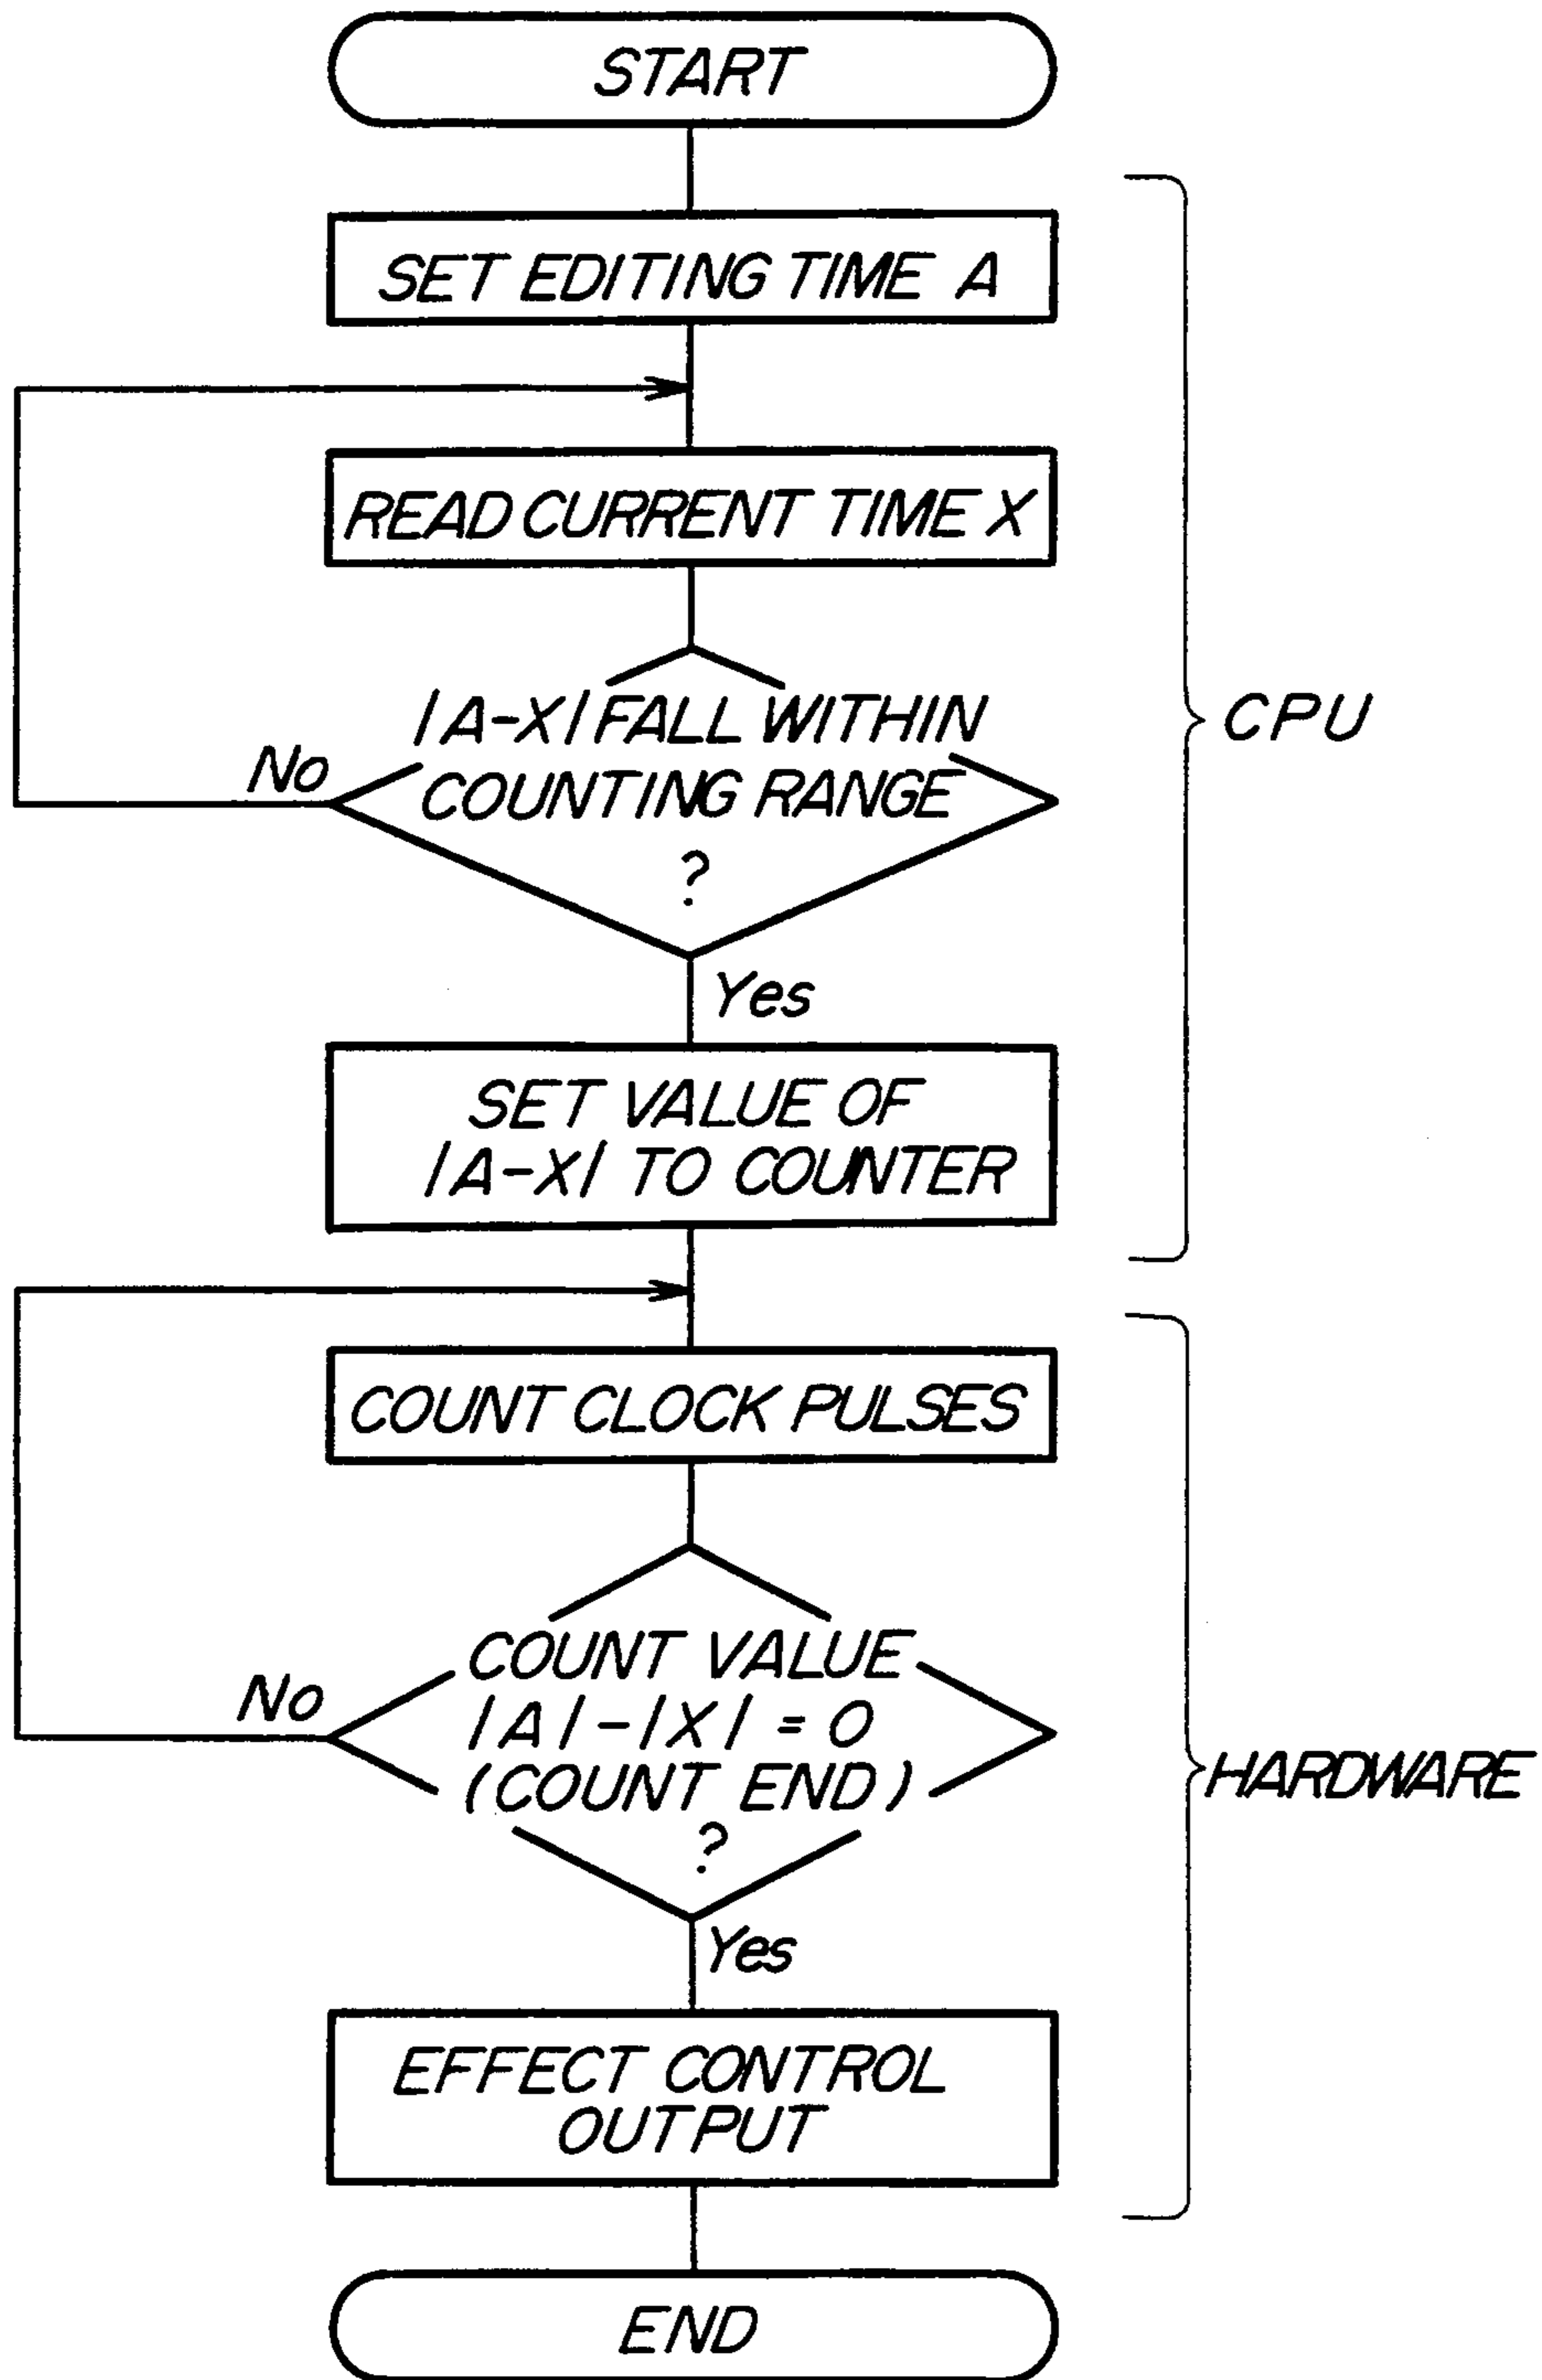 START
SET EDITING TIME A
READ CURRENT TIME X
|A-X| FALL WITHIN
COUNTING RANGE
?
No
Yes
SET VALUE OF
|A-X| TO COUNTER
CPU
COUNT CLOCK PULSES
COUNT VALUE
|A|-|X| = 0
(COUNT END)
?
No
Yes
EFFECT CONTROL
OUTPUT
HARDWARE
END